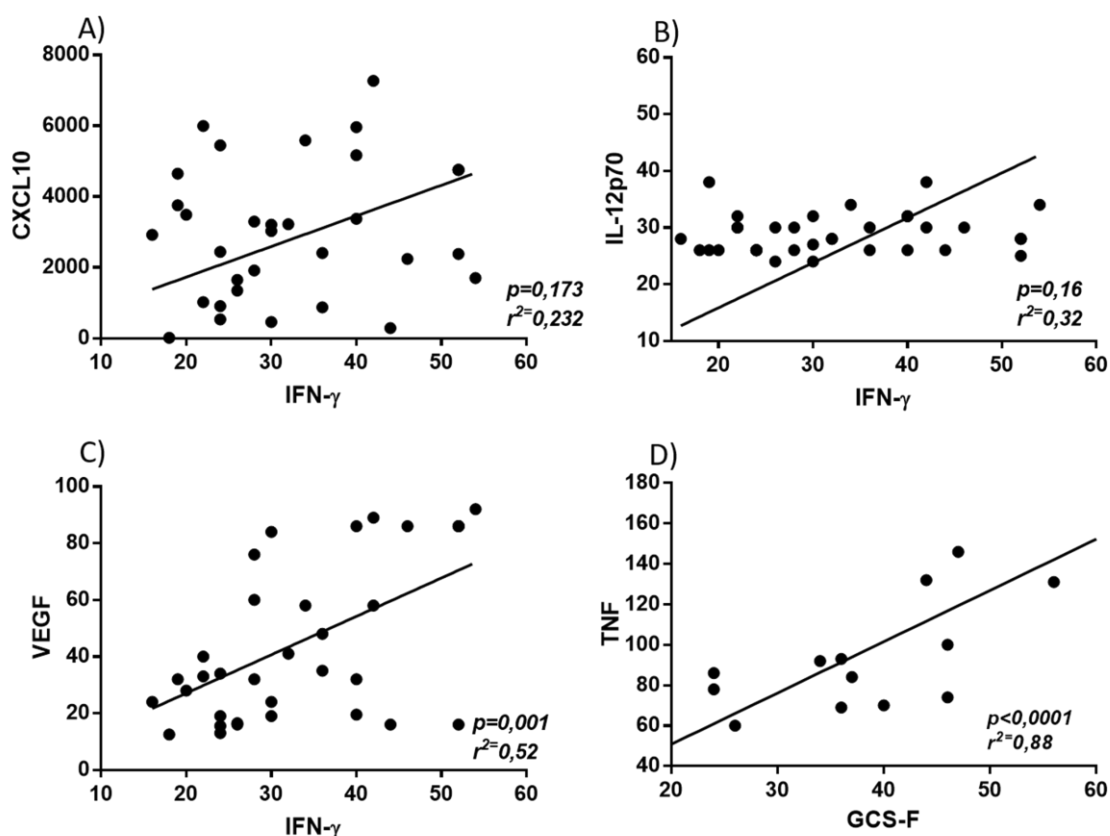 A)
8000
6000
4000
2000
0
CXCL10
10 20 30 40 50 60
IFN-γ
p=0,173
r²=0,232
B)
60
50
40
30
20
10
IL-12p70
20 30 40 50 60
IFN-γ
p=0,16
r²=0,32
C)
100
80
60
40
20
0
VEGF
10 20 30 40 50 60
IFN-γ
p=0,001
r²=0,52
D)
180
160
140
120
100
80
60
40
TNF
20 30 40 50 60
GCS-F
p<0,0001
r²=0,88